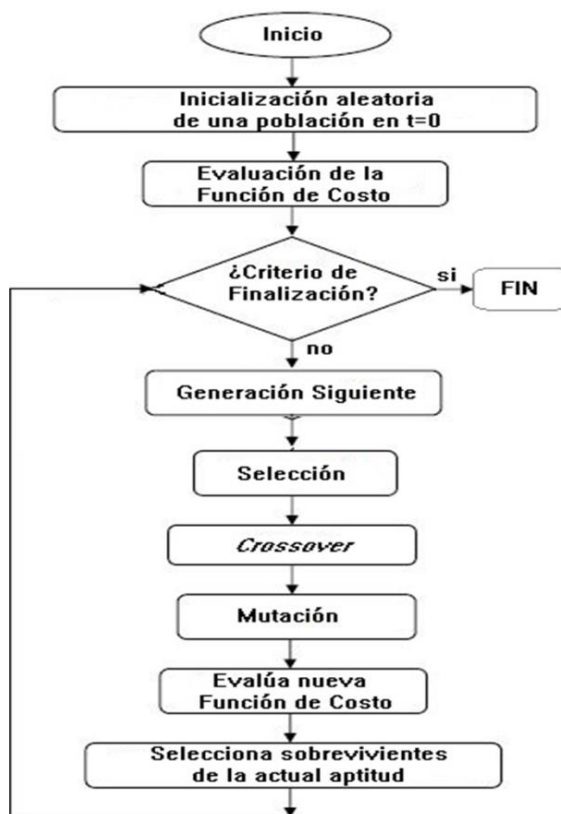 Inicio
Inicialización aleatoria
de una población en t=0
Evaluación de la
Función de Costo
¿Criterio de
Finalización?
si
FIN
no
Generación Siguiente
Selección
Crossover
Mutación
Evalúa nueva
Función de Costo
Selecciona sobrevivientes
de la actual aptitud